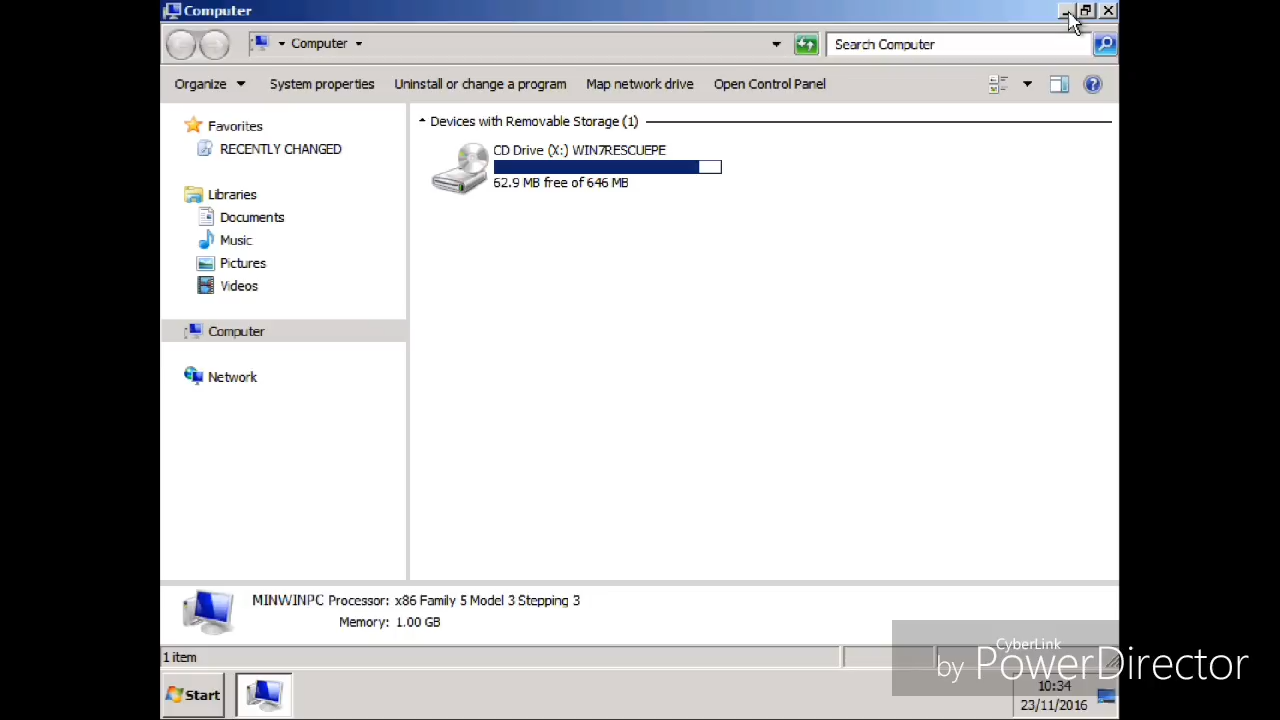 Computer
Computer
Search Computer
Organize System properties Uninstall or change a program Map network drive Open Control Panel
Favorites
RECENTLY CHANGED
Libraries
Documents
Music
Pictures
Videos
Computer
Network
Devices with Removable Storage (1)
CD Drive (X:) WIN7RESCUEPE
62.9 MB free of 646 MB
MINWINPC Processor: x86 Family 5 Model 3 Stepping 3
Memory: 1.00 GB
1 item
CyberLink
by PowerDirector
Start
10:34
23/11/2016